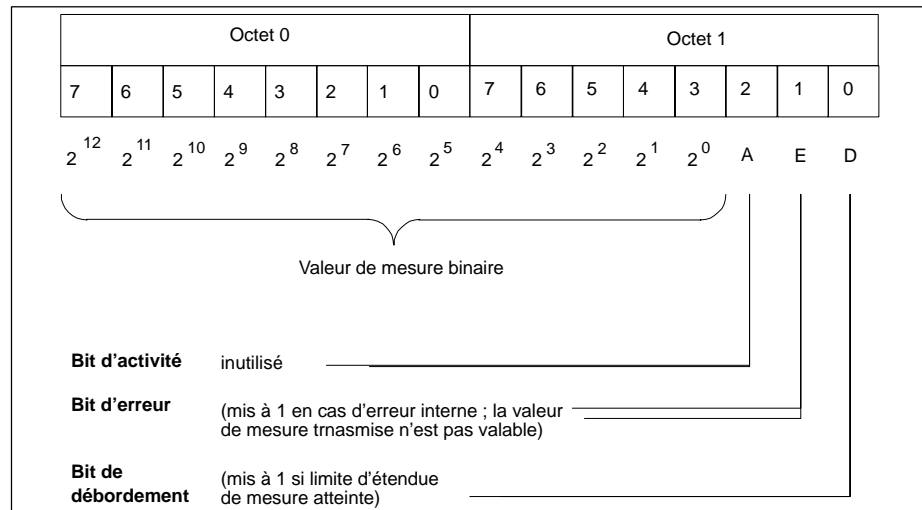 Octet 0 Octet 1
7 6 5 4 3 2 1 0 7 6 5 4 3 2 1 0
2^12 2^11 2^10 2^9 2^8 2^7 2^6 2^5 2^4 2^3 2^2 2^1 2^0 A E D
Valeur de mesure binaire
Bit d’activité inutilisé
Bit d’erreur (mis à 1 en cas d’erreur interne ; la valeur
de mesure trnasmise n’est pas valable)
Bit de (mis à 1 si limite d’étendue
débordement de mesure atteinte)